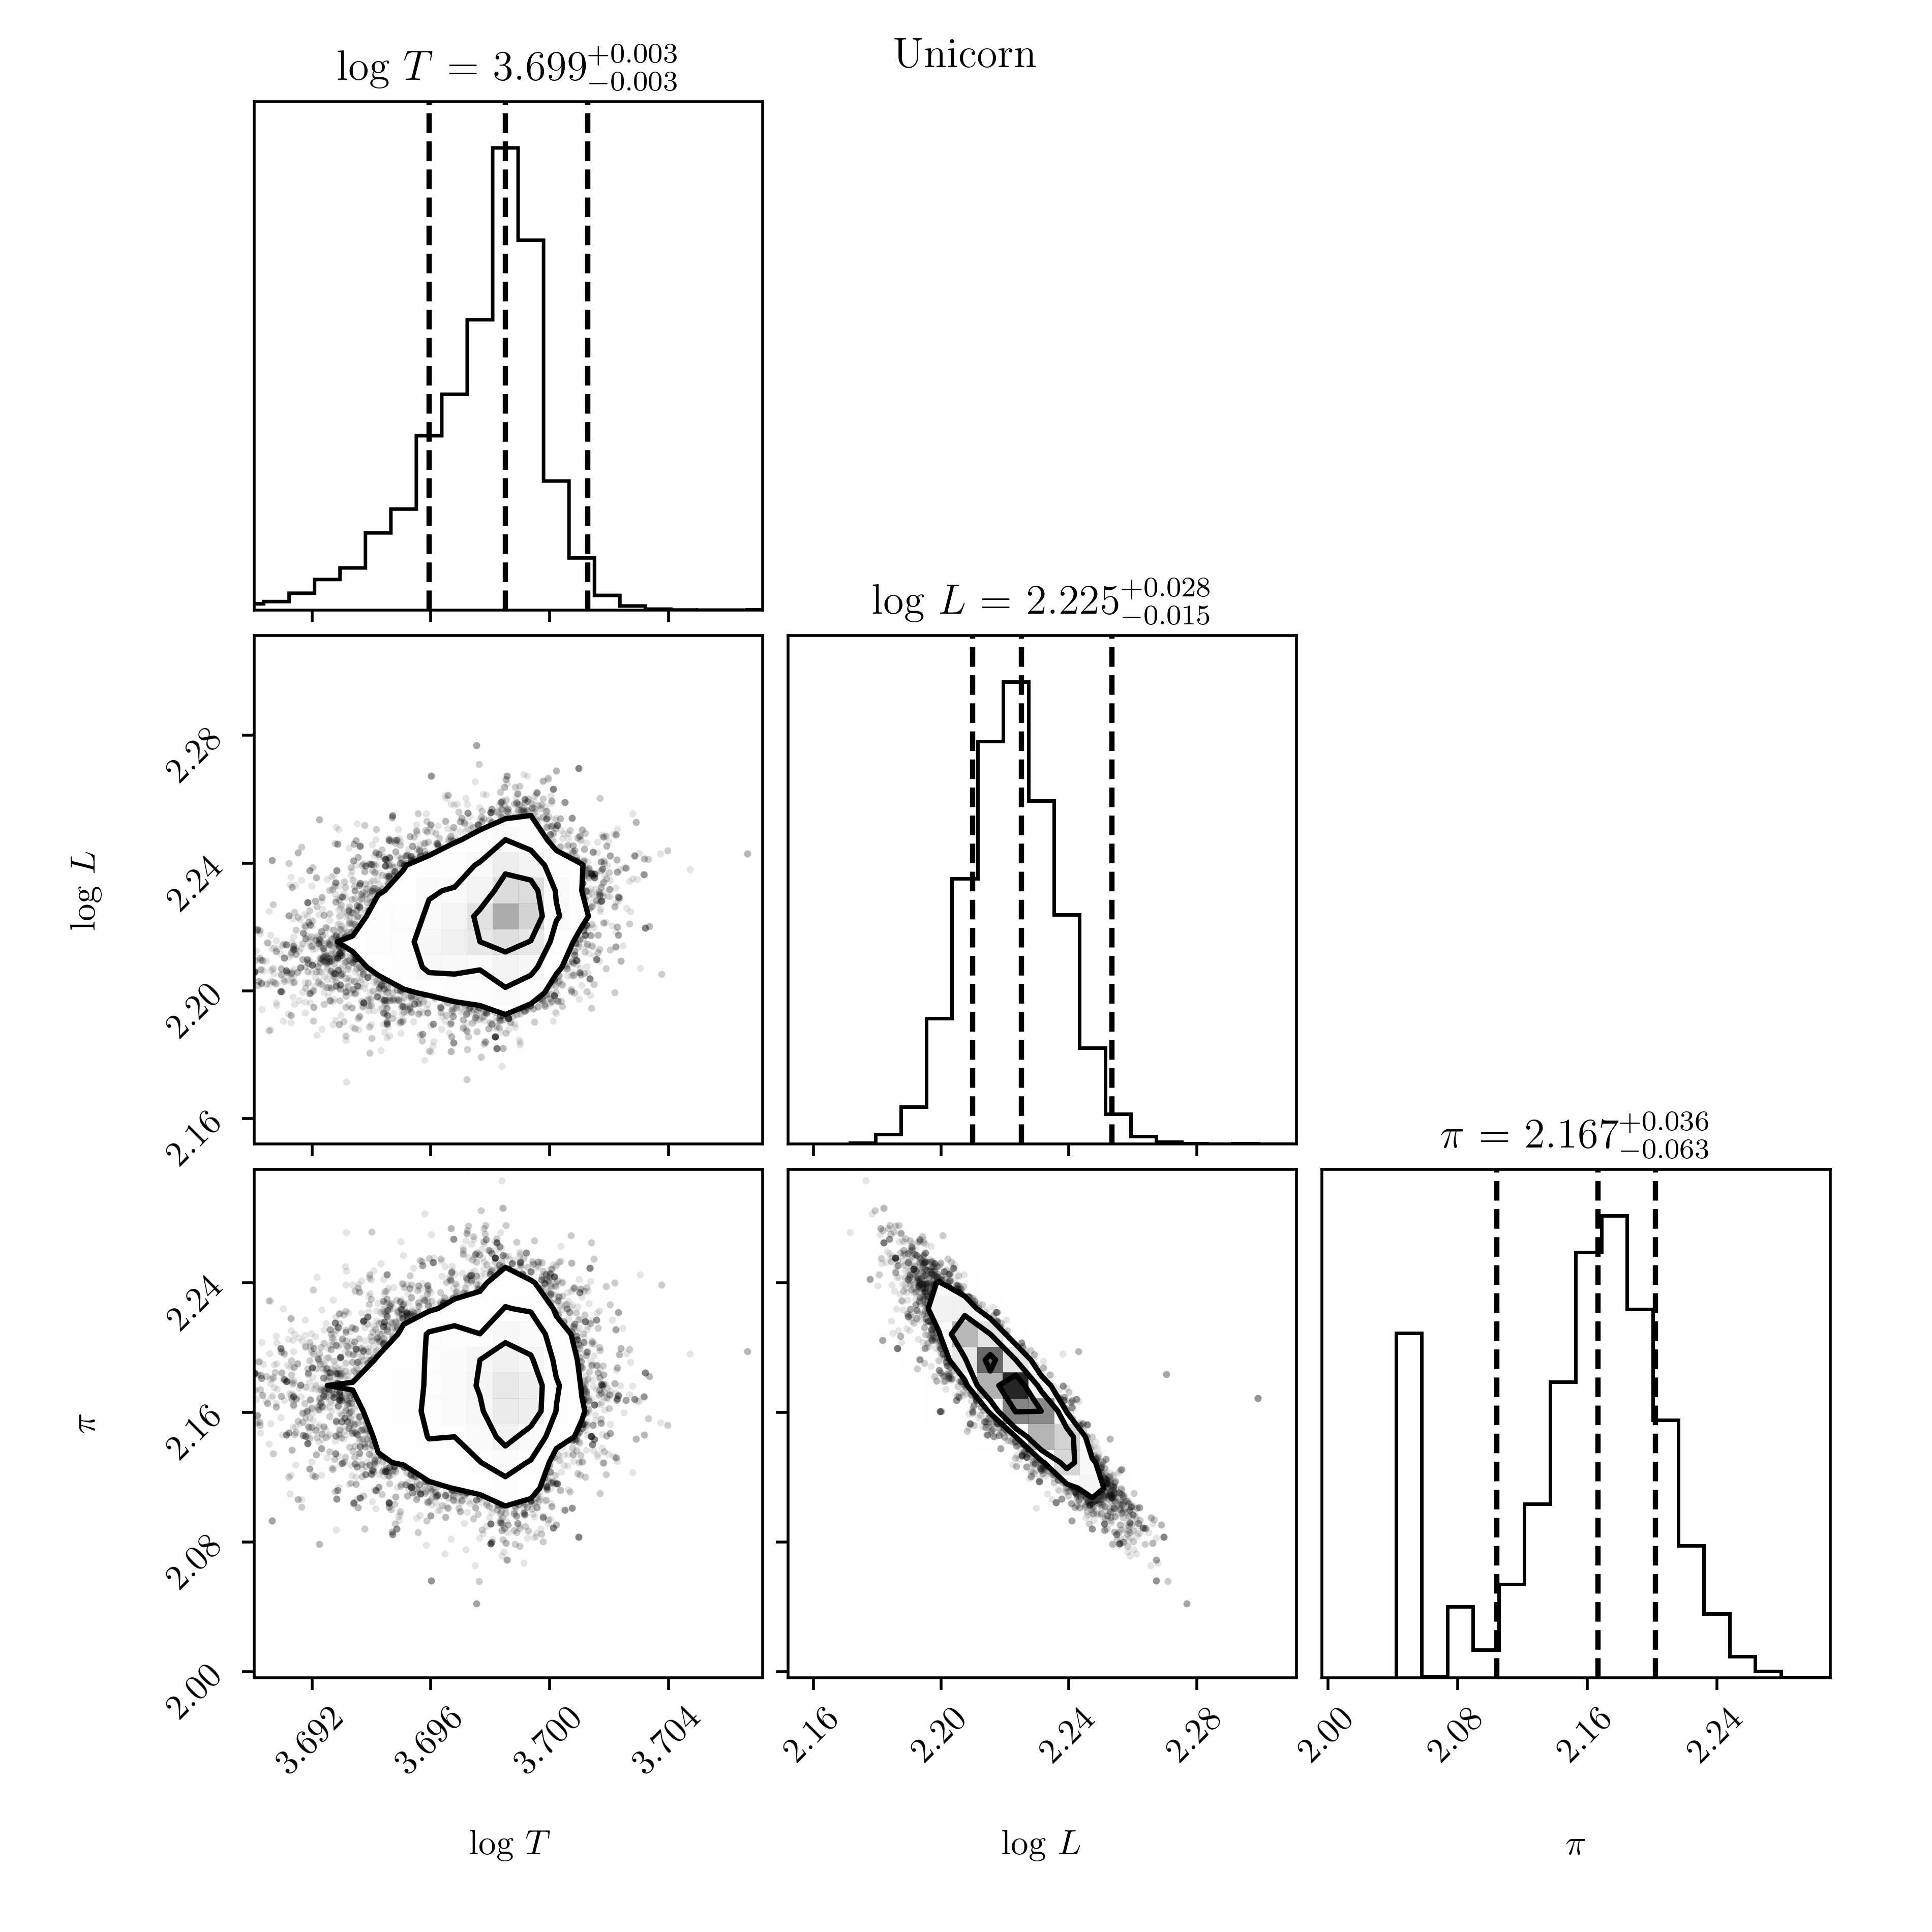 Unicorn
log T = 3.699+0.003 −0.003
log L = 2.225+0.028 −0.015
π = 2.167+0.036 −0.063
log L
2.28
2.24
2.20
2.16
π
2.24
2.16
2.08
2.00
3.692 3.696 3.700 3.704
2.16 2.20 2.24 2.28
2.00 2.08 2.16 2.24
log T
log L
π